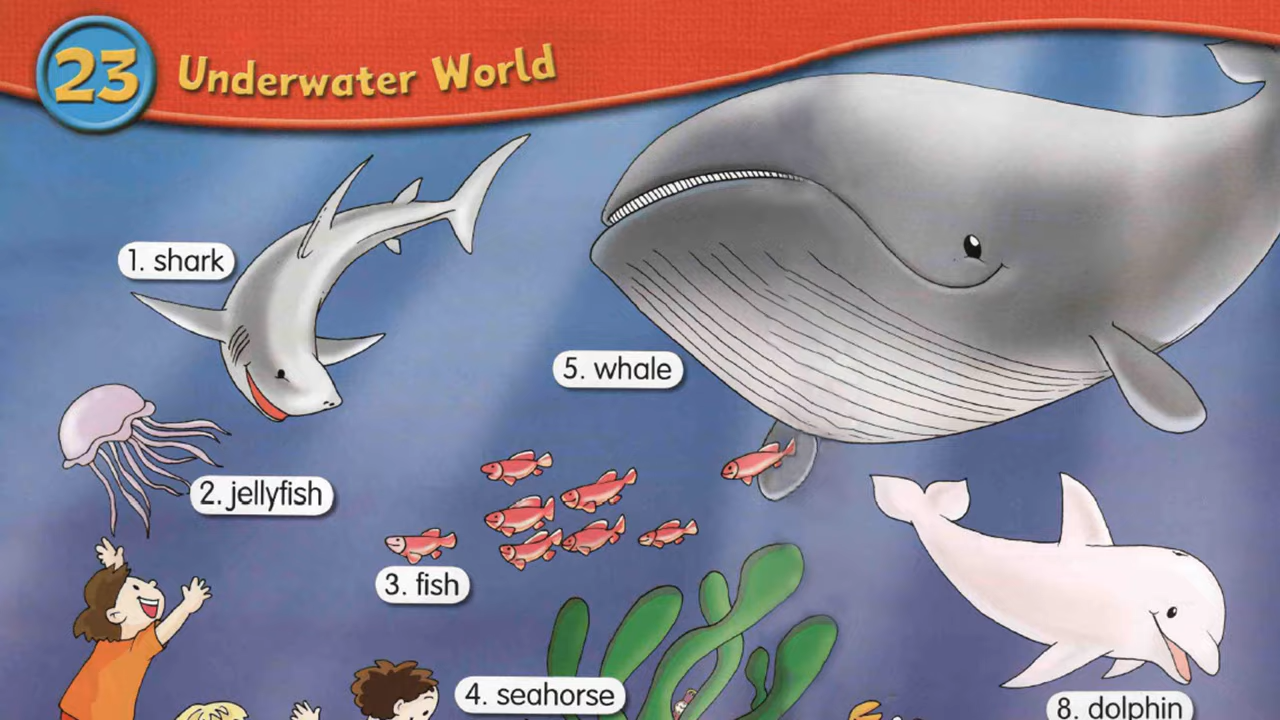 23 Underwater World
1. shark
5. whale
2. jellyfish
3. fish
4. seahorse
8. dolphin